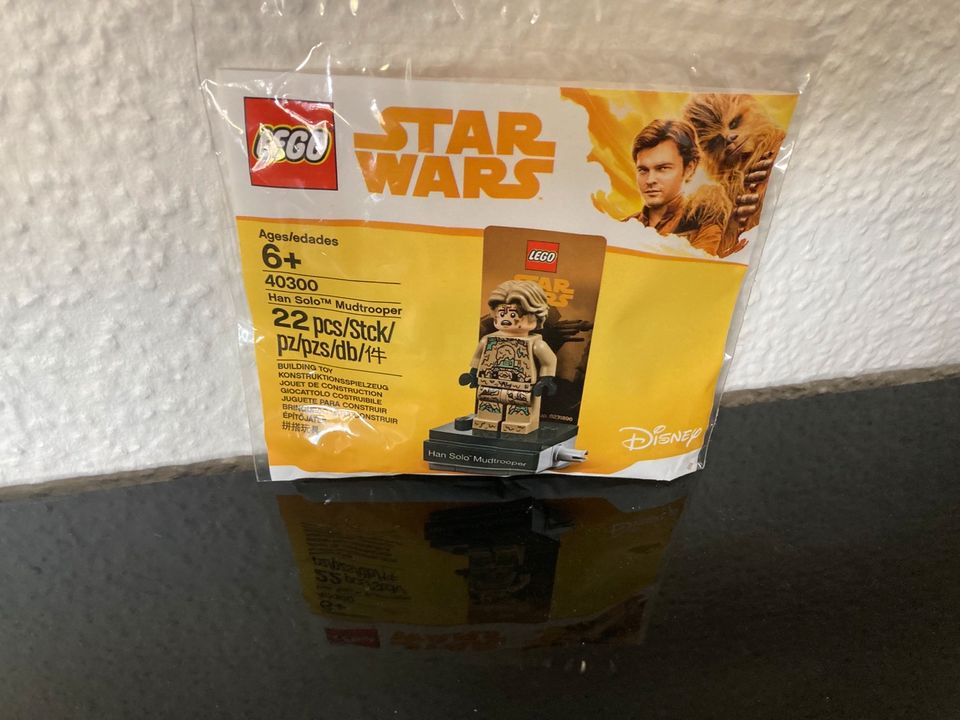 LEGO
STAR
WARS
Ages/edades
6+
40300
Han Solo™ Mudtrooper
22 pcs/Stck/
pz/pzs/db/件
BUILDING TOY
KONSTRUKTIONSSPIELZEUG
JOUET DE CONSTRUCTION
GIOCATTOLO COSTRUIBILE
JUGUETE PARA CONSTRUIR
CONSTRUIR
拼搭玩具
LEGO
STAR
WARS
Han Solo™ Mudtrooper
Disney